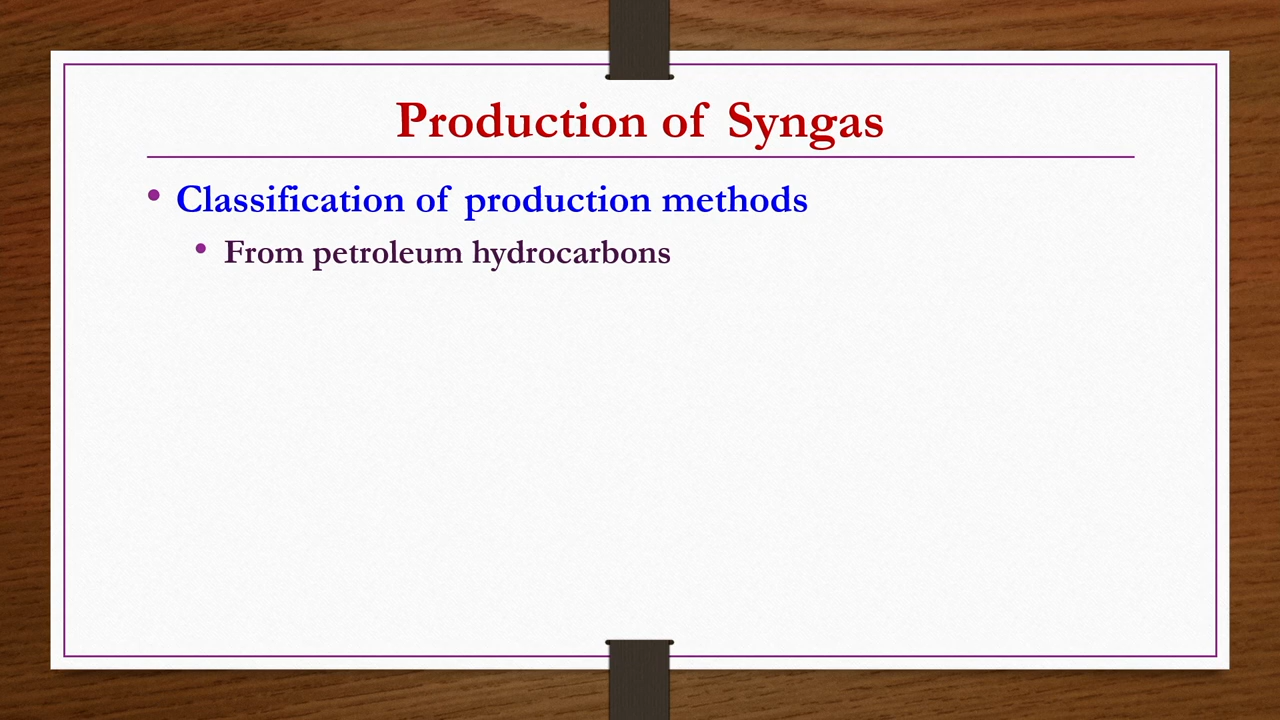 Production of Syngas
• Classification of production methods
• From petroleum hydrocarbons